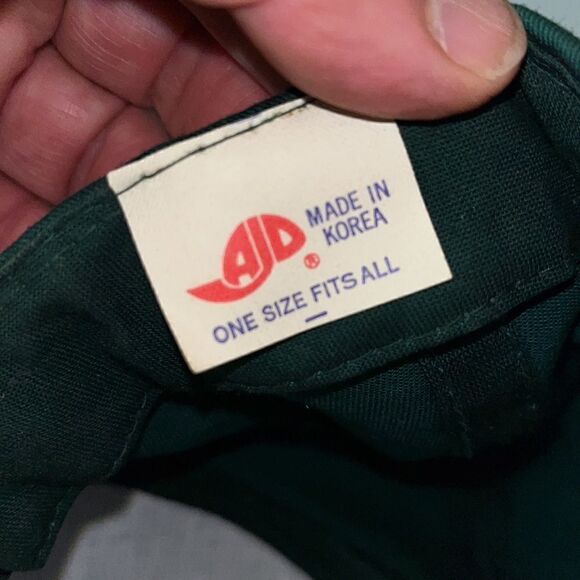 AJD
®
MADE IN
KOREA
ONE SIZE FITS ALL